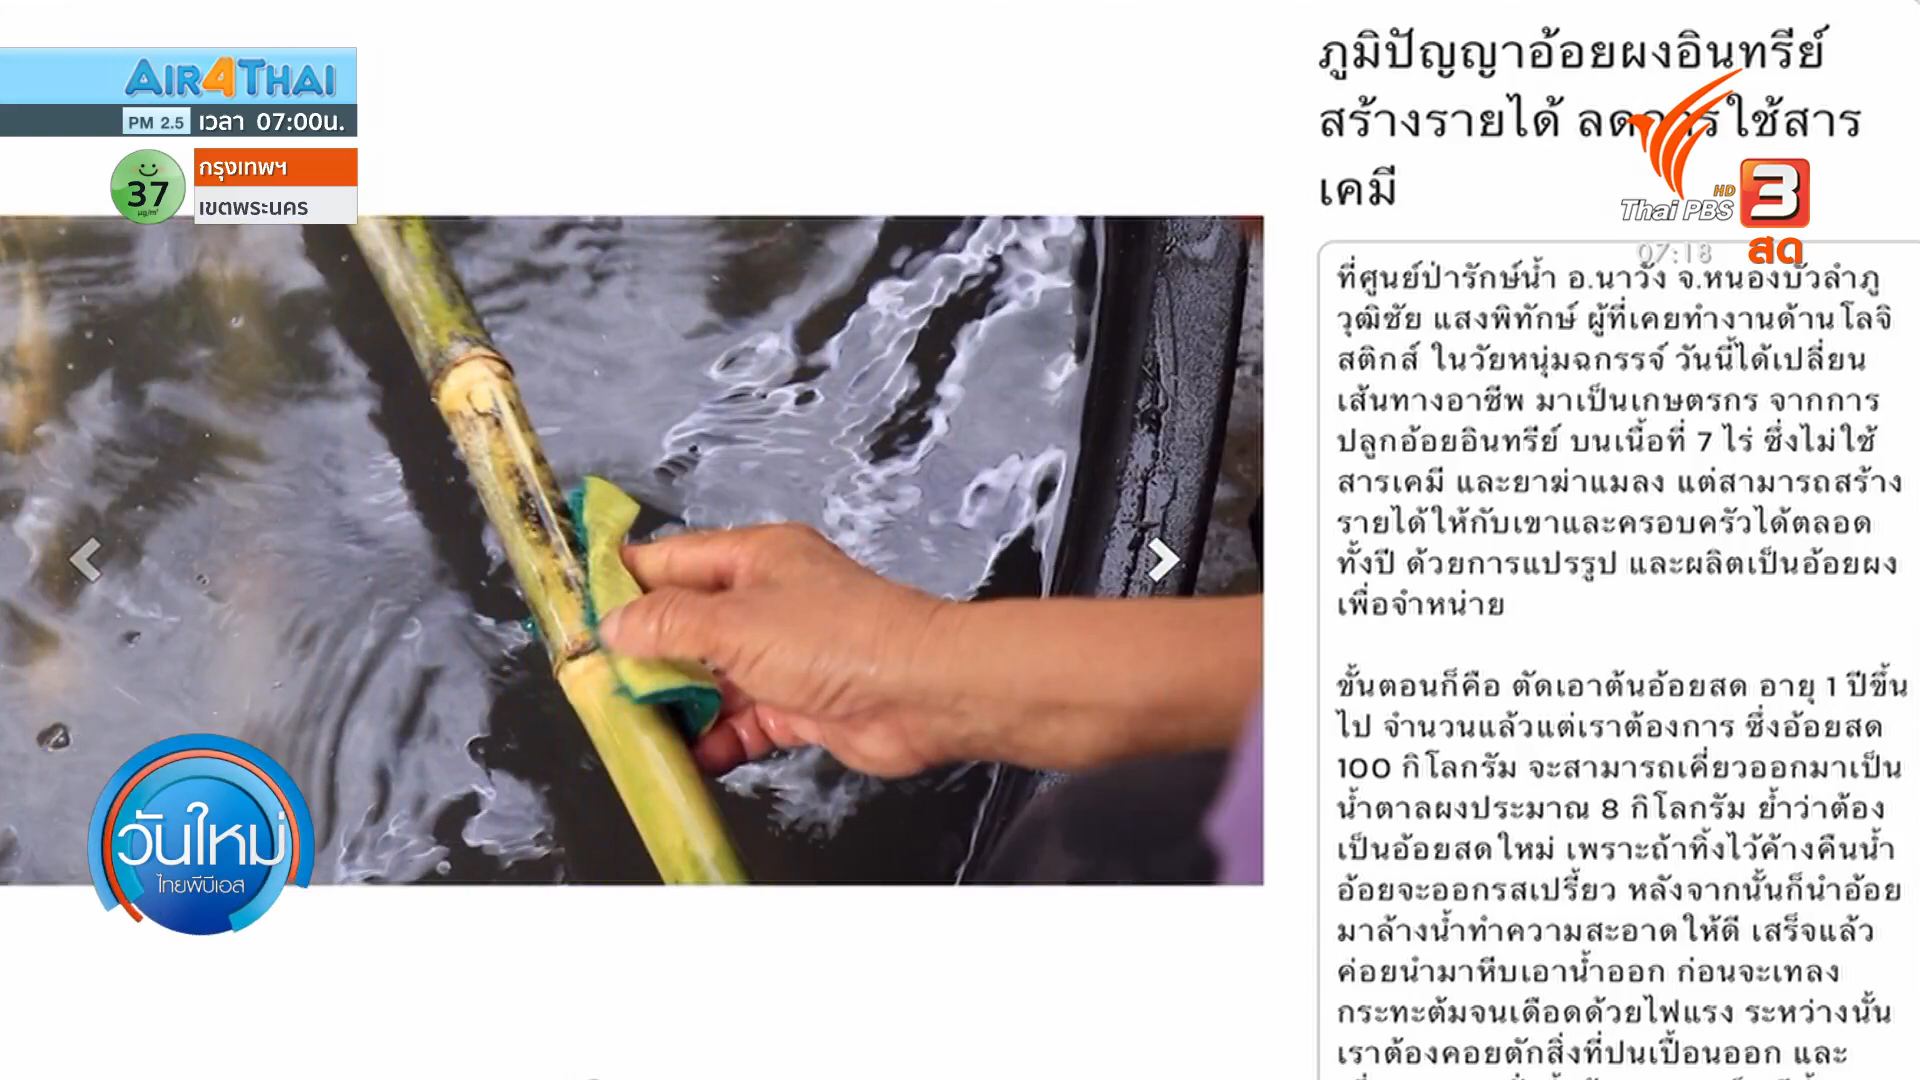 AIR4THAI
PM 2.5 เวลา 07:00น.
37
µg/m³
กรุงเทพฯ
เขตพระนคร
ภูมิปัญญาอ้อยผงอินทรีย์
สร้างรายได้ ลดการใช้สาร
เคมี
HD
Thai PBS
3
07:18
สด
ที่ศูนย์ป่ารักษ์น้ำ อ.นาวัง จ.หนองบัวลำภู
วุฒิชัย แสงพิทักษ์ ผู้ที่เคยทำงานด้านโลจิ
สติกส์ ในวัยหนุ่มฉกรรจ์ วันนี้ได้เปลี่ยน
เส้นทางอาชีพ มาเป็นเกษตรกร จากการ
ปลูกอ้อยอินทรีย์ บนเนื้อที่ 7 ไร่ ซึ่งไม่ใช้
สารเคมี และยาฆ่าแมลง แต่สามารถสร้าง
รายได้ให้กับเขาและครอบครัวได้ตลอด
ทั้งปี ด้วยการแปรรูป และผลิตเป็นอ้อยผง
เพื่อจำหน่าย
ขั้นตอนก็คือ ตัดเอาต้นอ้อยสด อายุ 1 ปีขึ้น
ไป จำนวนแล้วแต่เราต้องการ ซึ่งอ้อยสด
100 กิโลกรัม จะสามารถเคี่ยวออกมาเป็น
น้ำตาลผงประมาณ 8 กิโลกรัม ย้ำว่าต้อง
เป็นอ้อยสดใหม่ เพราะถ้าทิ้งไว้ค้างคืนน้ำ
อ้อยจะออกรสเปรี้ยว หลังจากนั้นก็นำอ้อย
มาล้างน้ำทำความสะอาดให้ดี เสร็จแล้ว
ค่อยนำมาหีบเอาน้ำออก ก่อนจะเทลง
กระทะต้มจนเดือดด้วยไฟแรง ระหว่างนั้น
เราต้องคอยตักสิ่งที่ปนเปื้อนออก และ
วันใหม่
ไทยพีบีเอส